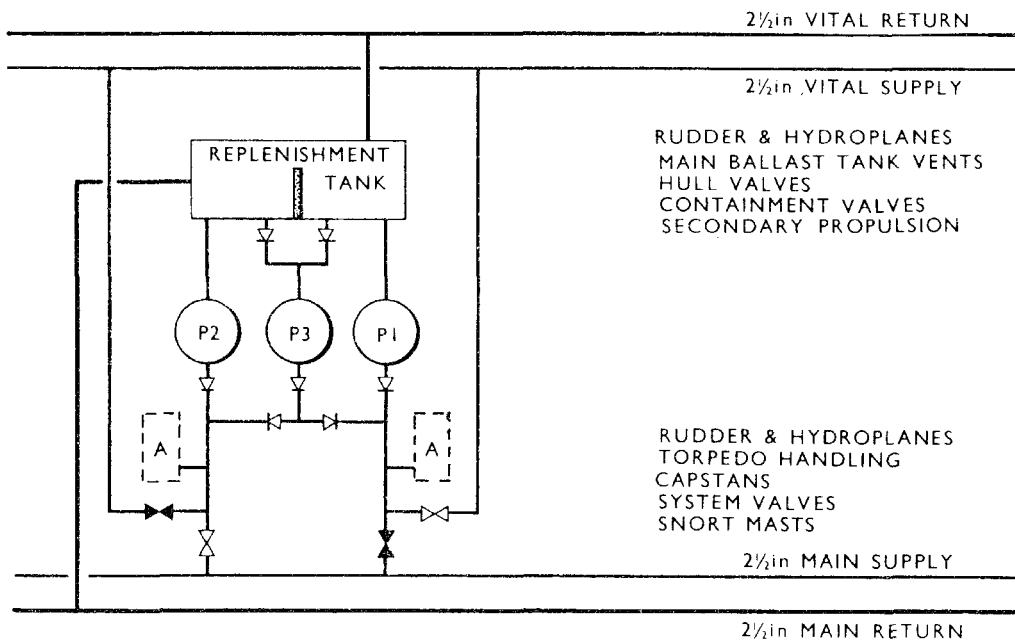 2½in VITAL RETURN
2½in VITAL SUPPLY
REPLENISHMENT
TANK
RUDDER & HYDROPLANES
MAIN BALLAST TANK VENTS
HULL VALVES
CONTAINMENT VALVES
SECONDARY PROPULSION
P2
P3
P1
A
A
RUDDER & HYDROPLANES
TORPEDO HANDLING
CAPSTANS
SYSTEM VALVES
SNORT MASTS
2½in MAIN SUPPLY
2½in MAIN RETURN